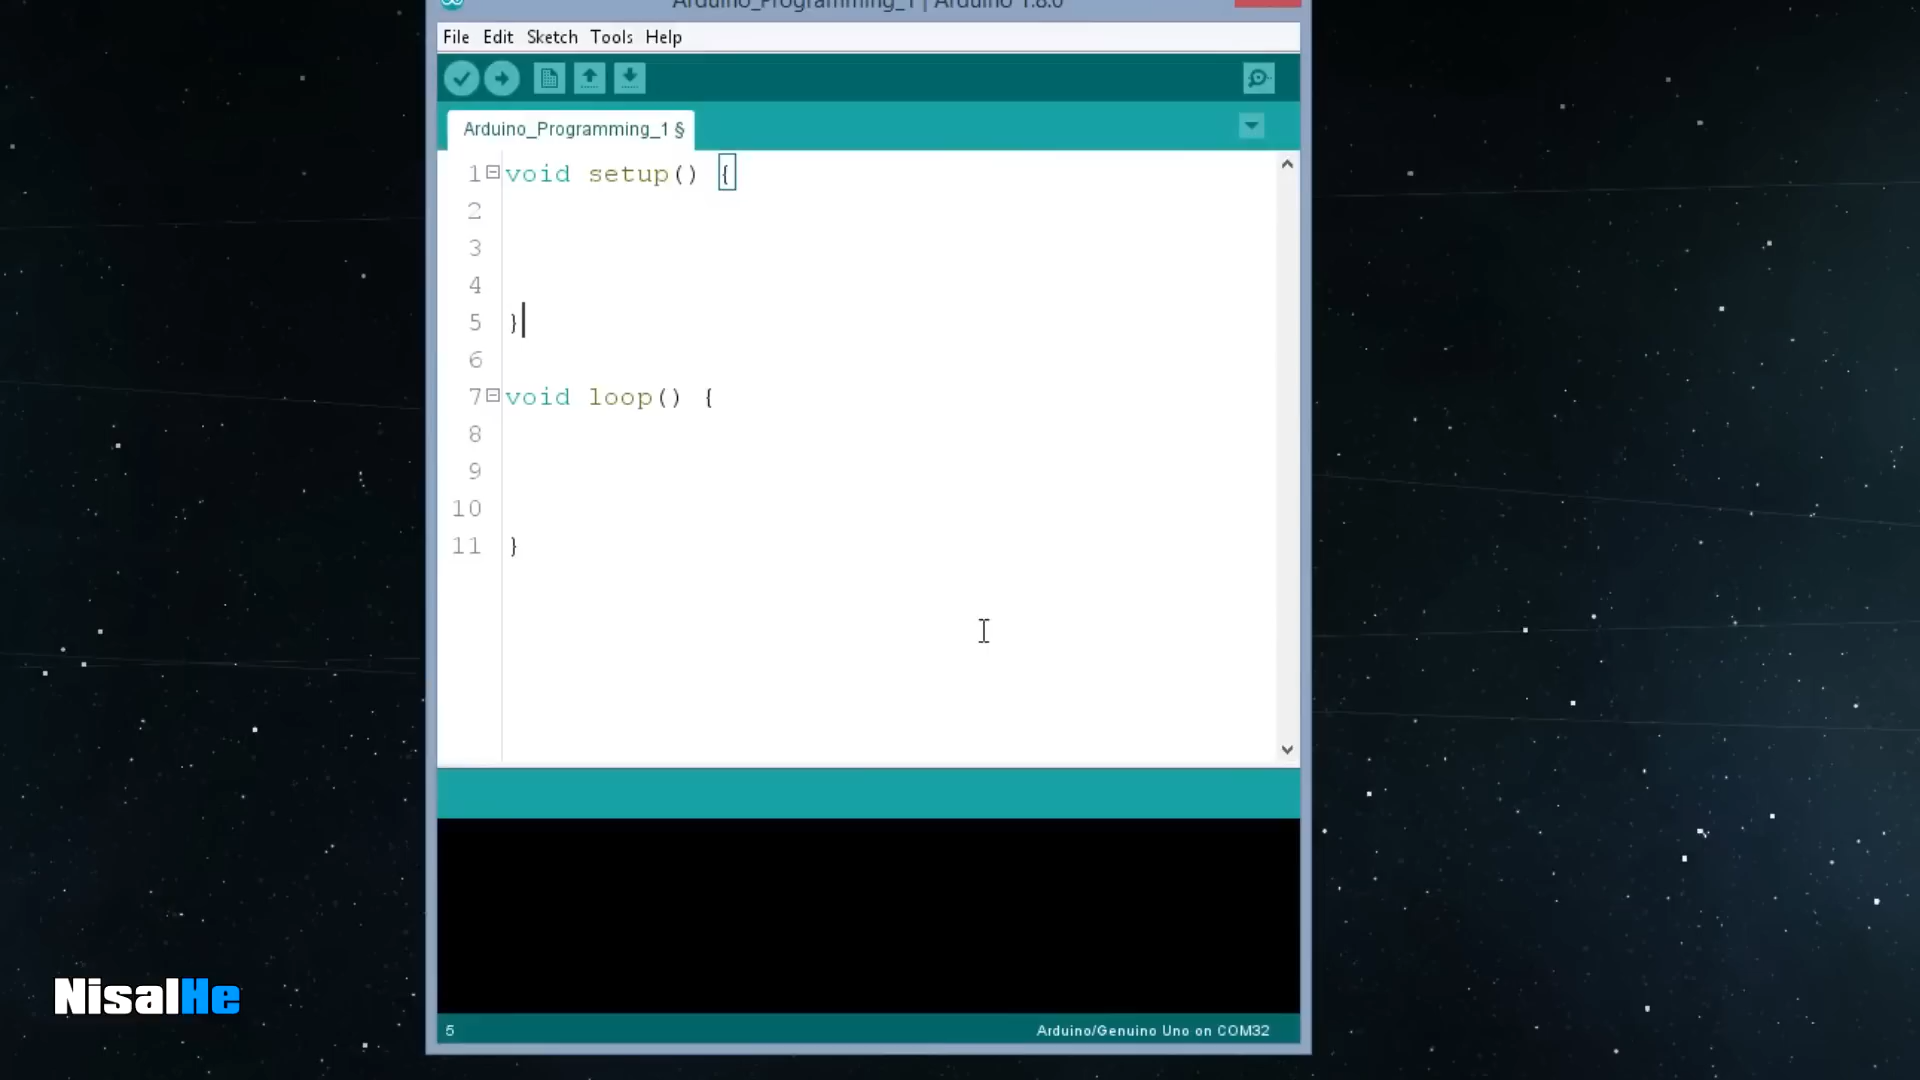 Arduino_Programming_1 | Arduino 1.8.0
File Edit Sketch Tools Help
Arduino_Programming_1 §
1 void setup() {
2
3
4
5 }
6
7 void loop() {
8
9
10
11 }
5 Arduino/Genuino Uno on COM32
NisalHe